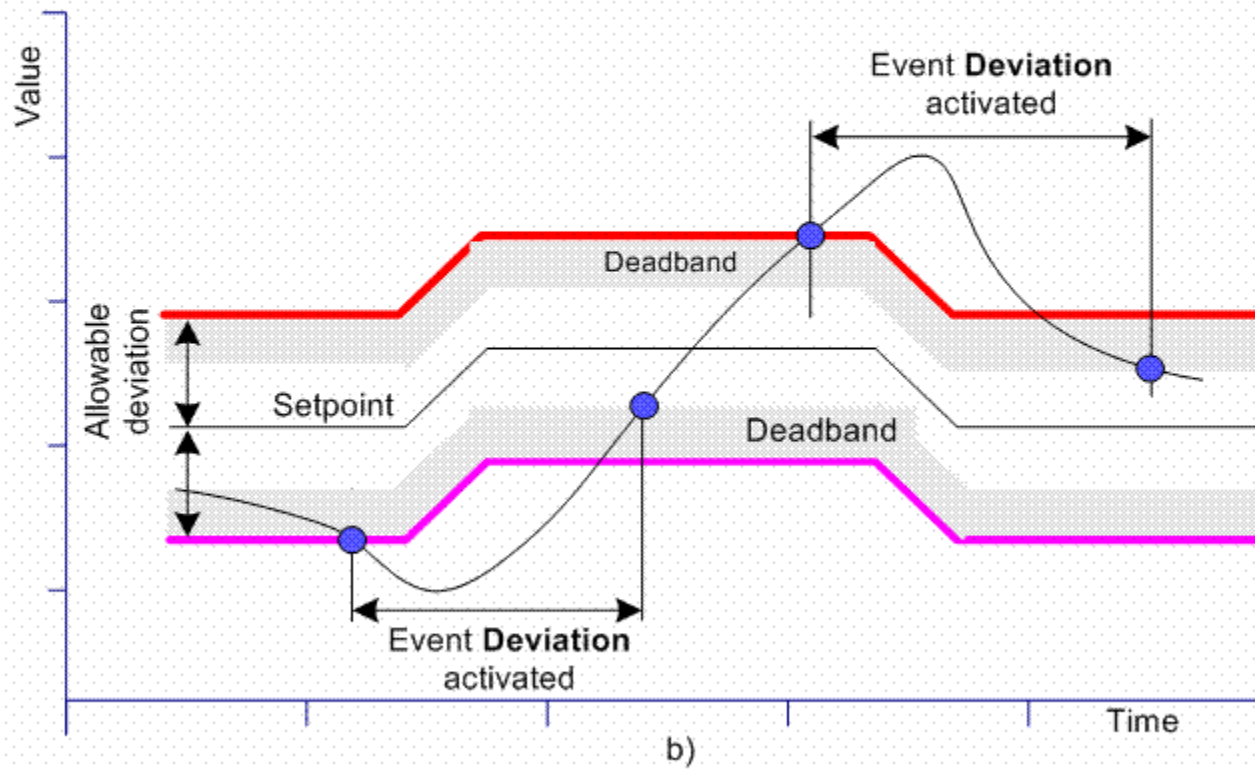 Value
Event Deviation
activated
Deadband
Allowable
deviation
Setpoint
Deadband
Event Deviation
activated
Time
b)